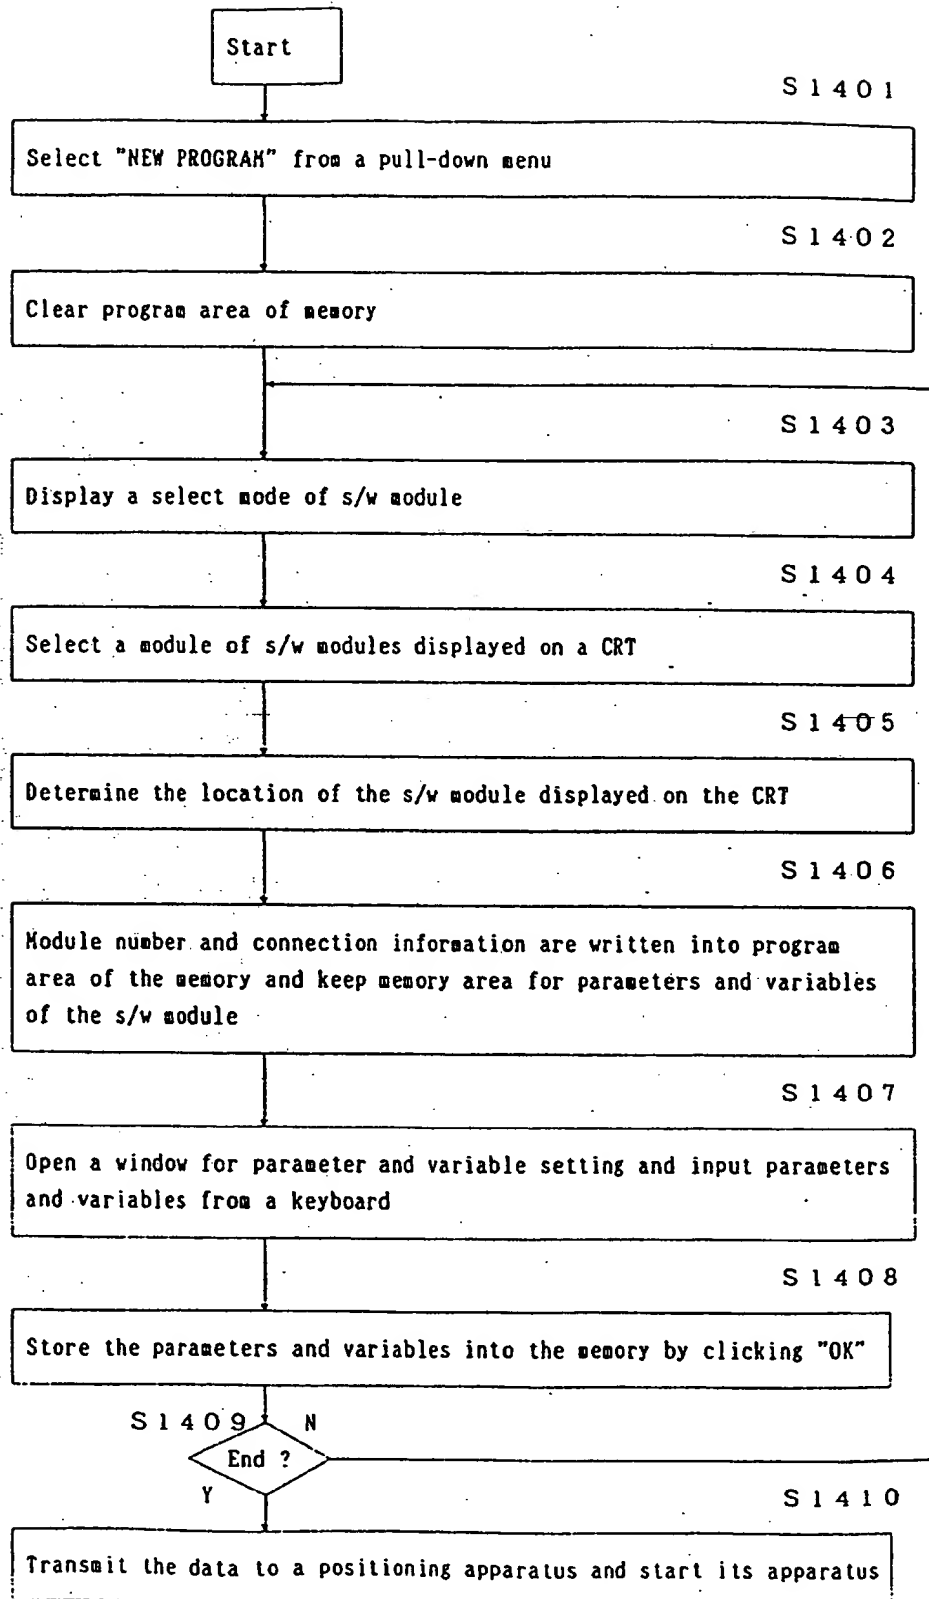 Start
S1401
Select "NEW PROGRAM" from a pull-down menu
S1402
Clear program area of memory
S1403
Display a select mode of s/w module
S1404
Select a module of s/w modules displayed on a CRT
S1405
Determine the location of the s/w module displayed on the CRT
S1406
Module number and connection information are written into program
area of the memory and keep memory area for parameters and variables
of the s/w module
S1407
Open a window for parameter and variable setting and input parameters
and variables from a keyboard
S1408
Store the parameters and variables into the memory by clicking "OK"
S1409 N
End ?
Y
S1410
Transmit the data to a positioning apparatus and start its apparatus